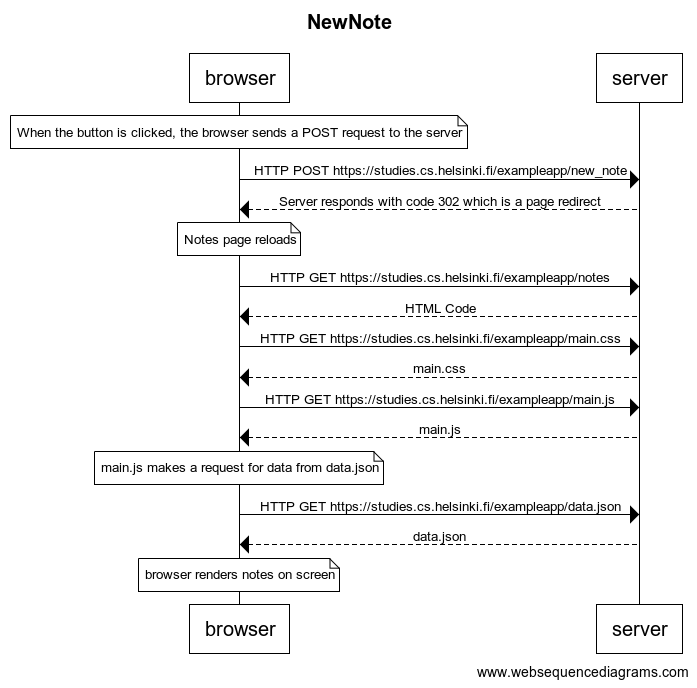 NewNote
browser
server
When the button is clicked, the browser sends a POST request to the server
HTTP POST https://studies.cs.helsinki.fi/exampleapp/new_note
Server responds with code 302 which is a page redirect
Notes page reloads
HTTP GET https://studies.cs.helsinki.fi/exampleapp/notes
HTML Code
HTTP GET https://studies.cs.helsinki.fi/exampleapp/main.css
main.css
HTTP GET https://studies.cs.helsinki.fi/exampleapp/main.js
main.js
main.js makes a request for data from data.json
HTTP GET https://studies.cs.helsinki.fi/exampleapp/data.json
data.json
browser renders notes on screen
browser
server
www.websequencediagrams.com